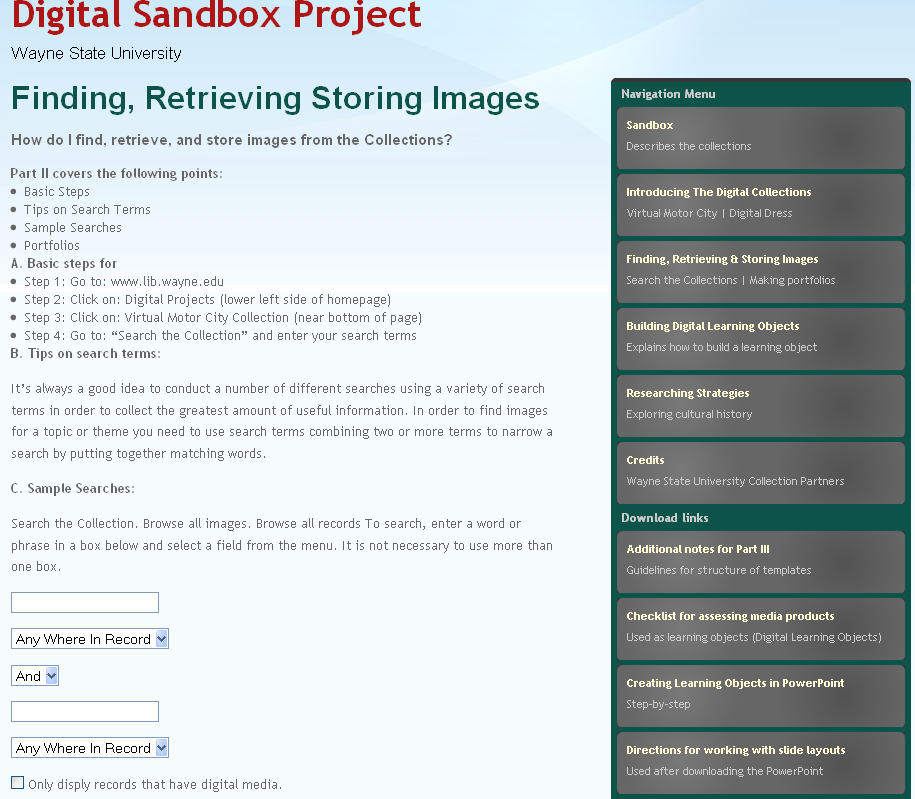 Digital Sandbox Project
Wayne State University
Finding, Retrieving Storing Images
How do I find, retrieve, and store images from the Collections?
Part II covers the following points:
Basic Steps
Tips on Search Terms
Sample Searches
Portfolios
A. Basic steps for
Step 1: Go to: www.lib.wayne.edu
Step 2: Click on: Digital Projects (lower left side of homepage)
Step 3: Click on: Virtual Motor City Collection (near bottom of page)
Step 4: Go to: “Search the Collection” and enter your search terms
B. Tips on search terms:
It’s always a good idea to conduct a number of different searches using a variety of search
terms in order to collect the greatest amount of useful information. In order to find images
for a topic or theme you need to use search terms combining two or more terms to narrow a
search by putting together matching words.
C. Sample Searches:
Search the Collection. Browse all images. Browse all records To search, enter a word or
phrase in a box below and select a field from the menu. It is not necessary to use more than
one box.
Any Where In Record
And
Any Where In Record
Only disply records that have digital media.
Navigation Menu
Sandbox
Describes the collections
Introducing The Digital Collections
Virtual Motor City | Digital Dress
Finding, Retrieving & Storing Images
Search the Collections | Making portfolios
Building Digital Learning Objects
Explains how to build a learning object
Researching Strategies
Exploring cultural history
Credits
Wayne State University Collection Partners
Download links
Additional notes for Part III
Guidelines for structure of templates
Checklist for assessing media products
Used as learning objects (Digital Learning Objects)
Creating Learning Objects in PowerPoint
Step-by-step
Directions for working with slide layouts
Used after downloading the PowerPoint